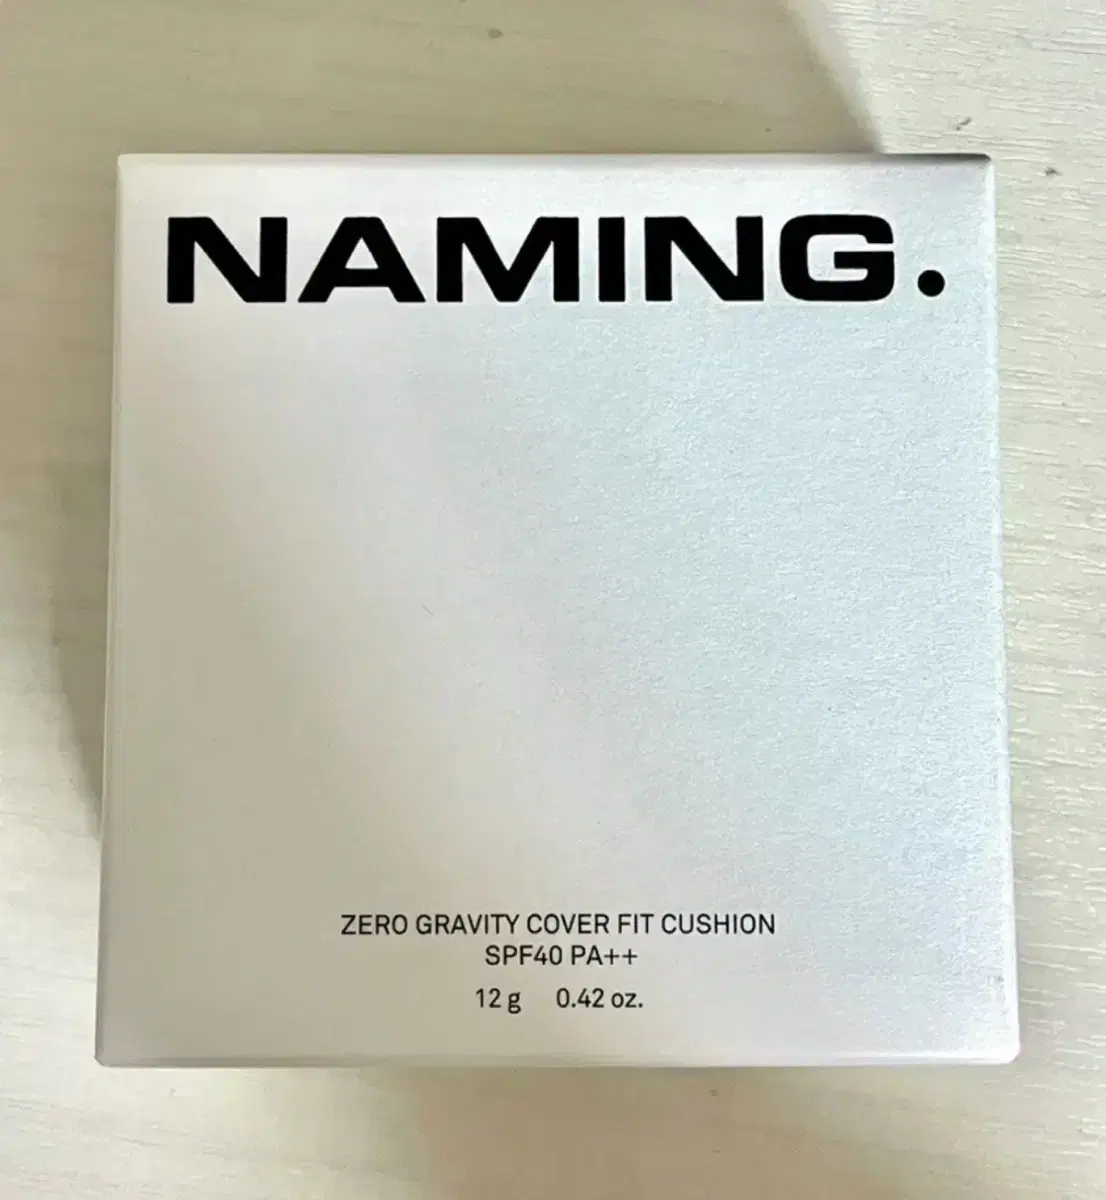 NAMING.
ZERO GRAVITY COVER FIT CUSHION
SPF40 PA++
12 g 0.42 oz.